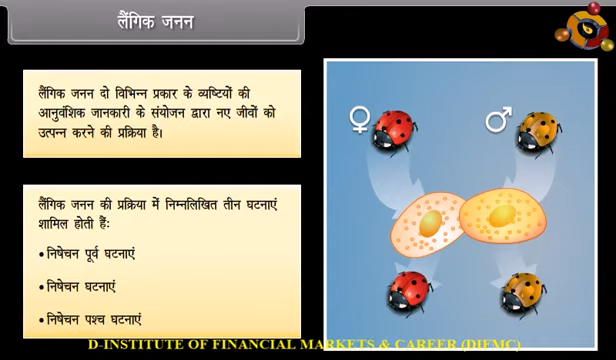 लैंगिक जनन
लैंगिक जनन दो विभिन्न प्रकार के व्यष्टियों की
आनुवंशिक जानकारी के संयोजन द्वारा नए जीवों को
उत्पन्न करने की प्रक्रिया है।
लैंगिक जनन की प्रक्रिया में निम्नलिखित तीन घटनाएं
शामिल होती हैं:
• निषेचन पूर्व घटनाएं
• निषेचन घटनाएं
• निषेचन पश्च घटनाएं
D-INSTITUTE OF FINANCIAL MARKETS & CAREER (DIFMC)